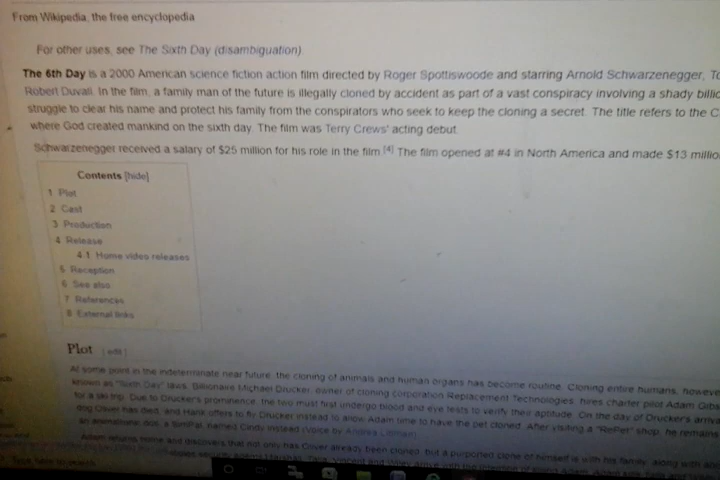 From Wikipedia, the free encyclopedia
For other uses, see The Sixth Day (disambiguation).
The 6th Day is a 2000 American science fiction action film directed by Roger Spottiswoode and starring Arnold Schwarzenegger,
Robert Duvall. In the film, a family man of the future is illegally cloned by accident as part of a vast conspiracy involving a shady
struggle to clear his name and protect his family from the conspirators who seek to keep the cloning a secret. The title refers to the
where God created mankind on the sixth day. The film was Terry Crews' acting debut.
Schwarzenegger received a salary of $25 million for his role in the film.[4] The film opened at #4 in North America and made $13
Contents [hide]
1 Plot
2 Cast
3 Production
4 Release
4.1 Home video releases
5 Reception
6 See also
7 References
8 External links
Plot [edit]
At some point in the indeterminate near future, the cloning of animals and human organs has become routine. Cloning entire humans,
known as "Sixth Day" laws. Billionaire Michael Drucker, owner of cloning corporation Replacement Technologies, hires charter pilot Adam
for a ski trip. Due to Drucker's prominence, the two must first undergo blood and eye tests to verify their aptitude. On the day of Drucker's
dog Oliver has died, and Hank offers to fly Drucker instead to allow Adam time to have the pet cloned. After visiting a "RePet" shop, he remains
an animatronic doll, a SimPal, named Cindy instead (voice by
Adam returns home and discovers that not only has Oliver already been cloned, but a purported clone of himself is with his family,